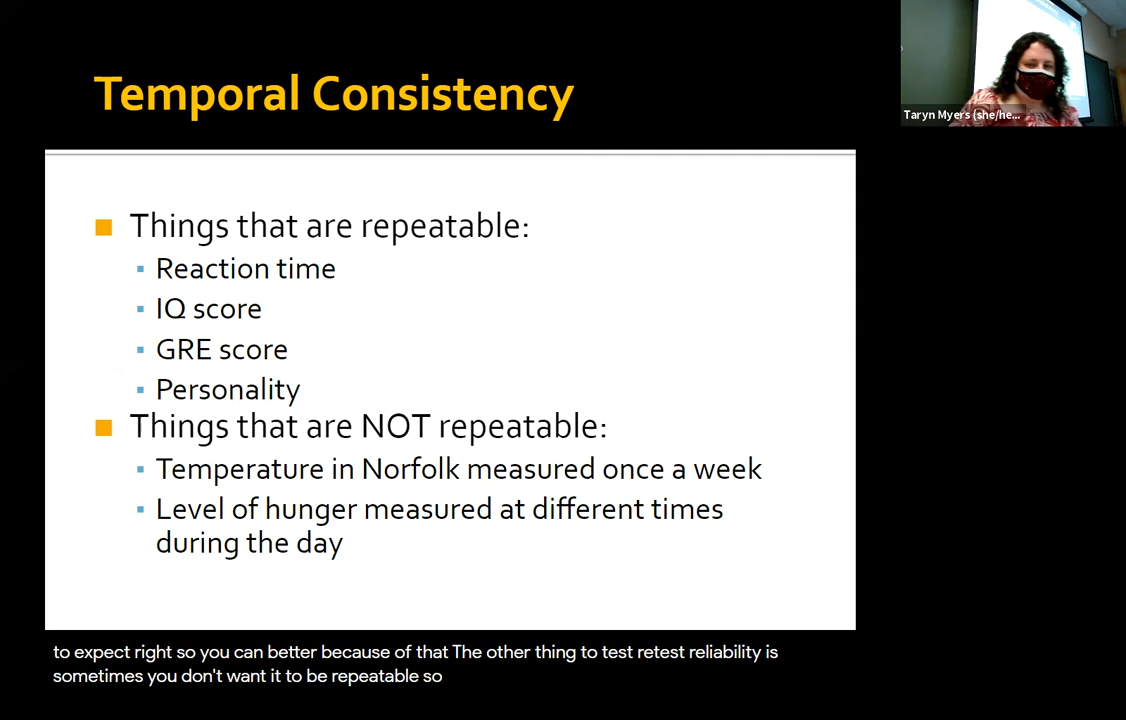 Temporal Consistency
Taryn Myers (she/he...
Things that are repeatable:
Reaction time
IQ score
GRE score
Personality
Things that are NOT repeatable:
Temperature in Norfolk measured once a week
Level of hunger measured at different times
during the day
to expect right so you can better because of that The other thing to test retest reliability is
sometimes you don't want it to be repeatable so